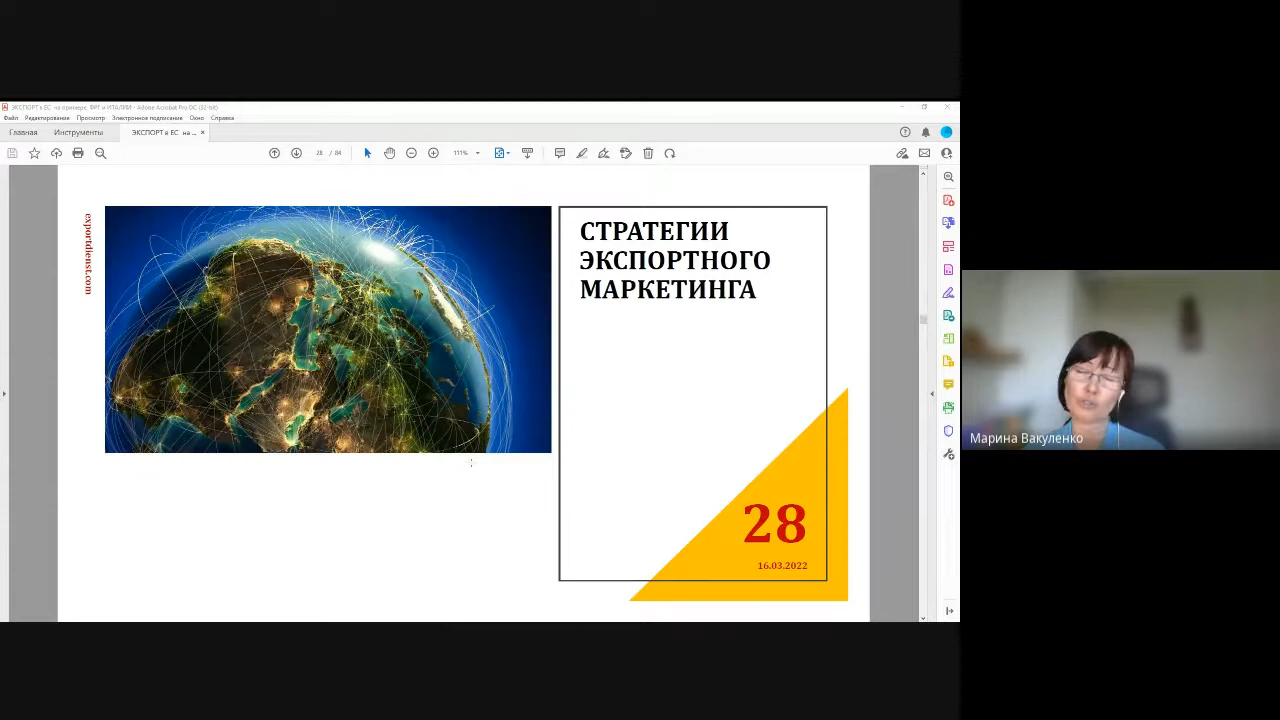 ЭКСПОРТ в ЕС на примере ФРГ и ИТАЛИИ - Adobe Acrobat Pro DC (32-bit)
Файл Редактирование Просмотр Электронное подписание Окно Справка
Главная Инструменты ЭКСПОРТ в ЕС на ... ×
28 / 84 111%
exportdienst.com
СТРАТЕГИИ
ЭКСПОРТНОГО
МАРКЕТИНГА
28
16.03.2022
Марина Вакуленко